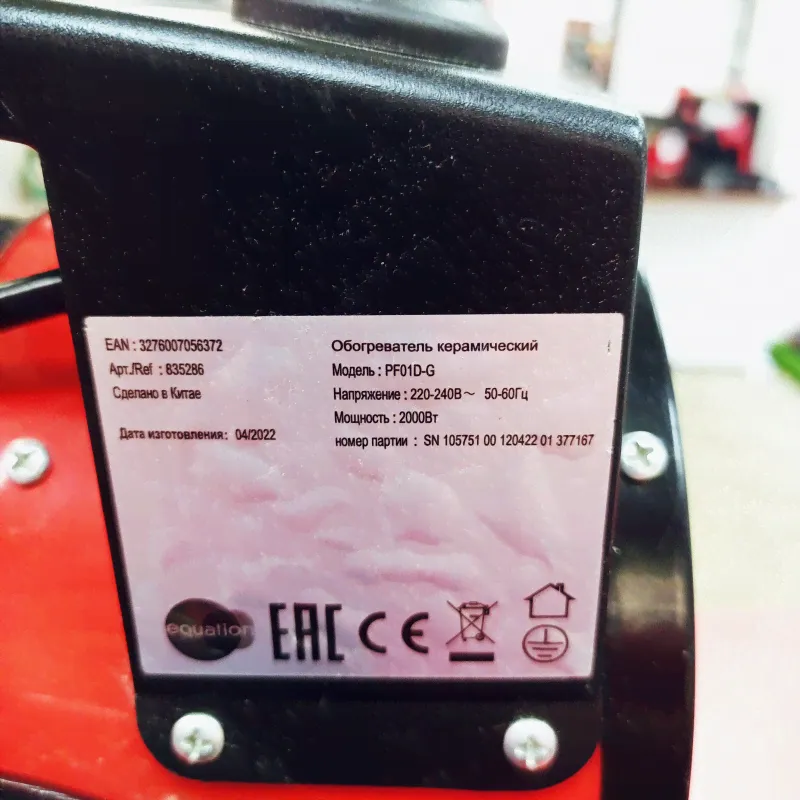 EAN : 3276007056372
Арт./Ref : 835286
Сделано в Китае
Дата изготовления: 04/2022
Обогреватель керамический
Модель : PF01D-G
Напряжение : 220-240В ~ 50-60Гц
Мощность : 2000Вт
номер партии : SN 105751 00 120422 01 377167
equation
EAC CE